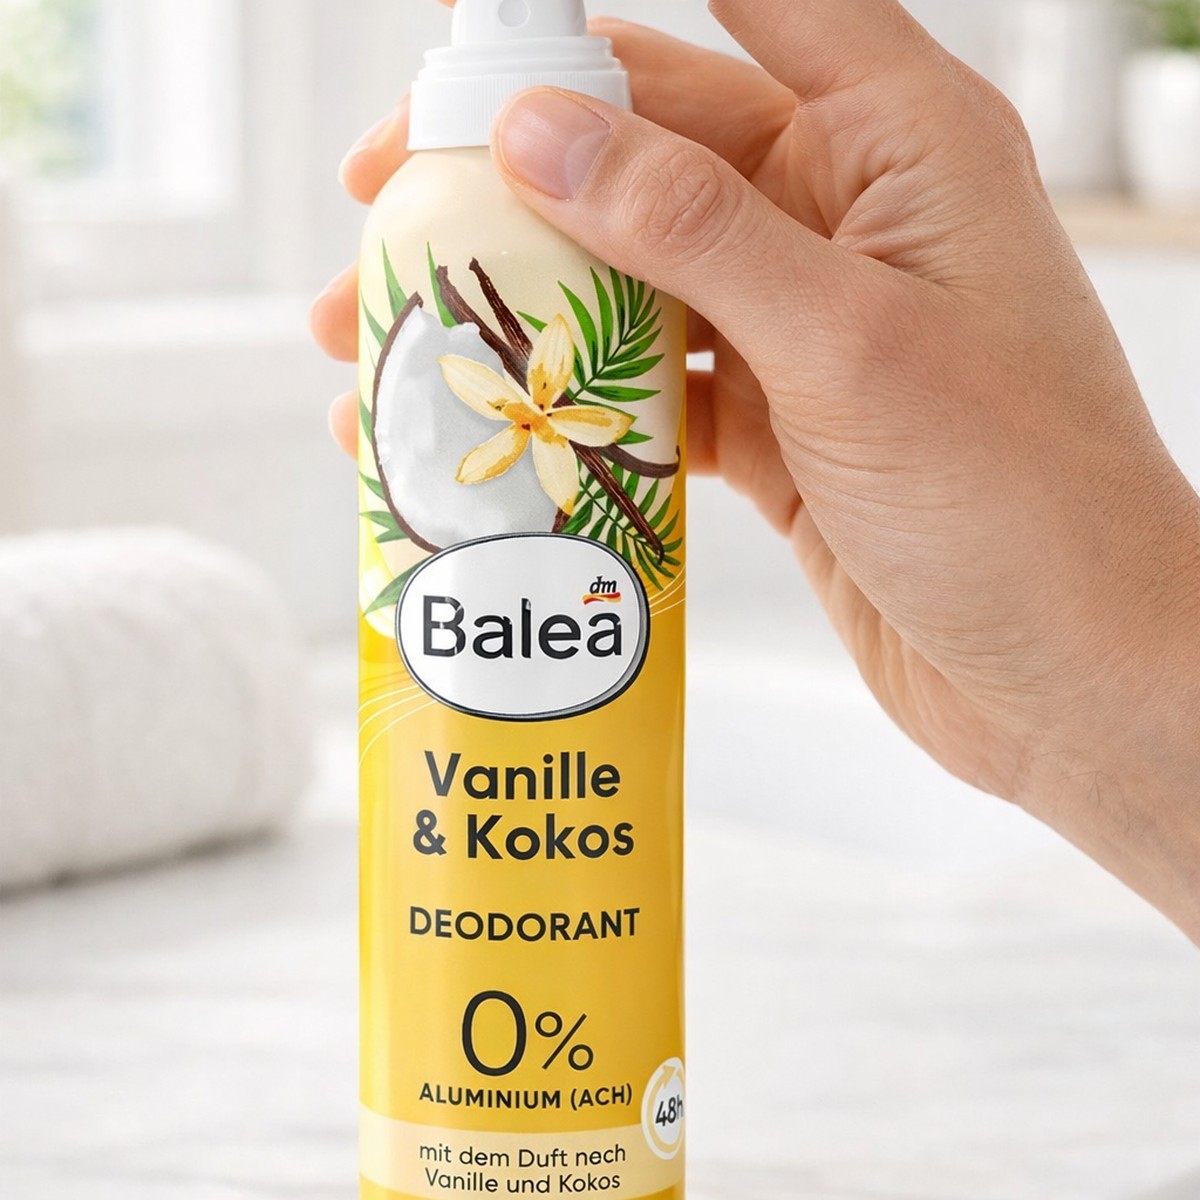 dm
Balea
Vanille
& Kokos
DEODORANT
0%
ALUMINIUM (ACH)
48h
mit dem Duft nech
Vanille und Kokos